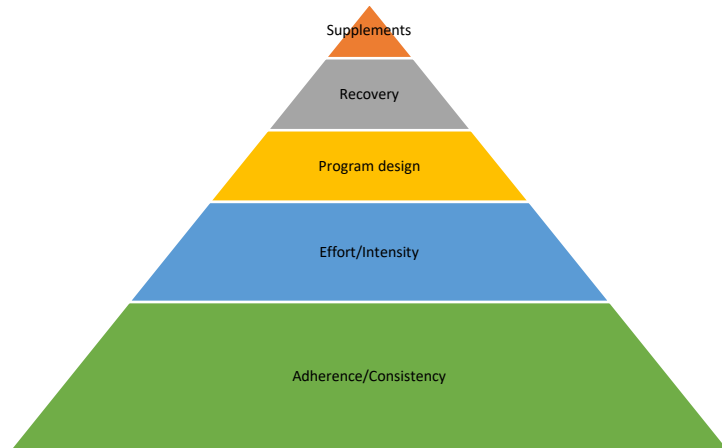 Supplements
Recovery
Program design
Effort/Intensity
Adherence/Consistency